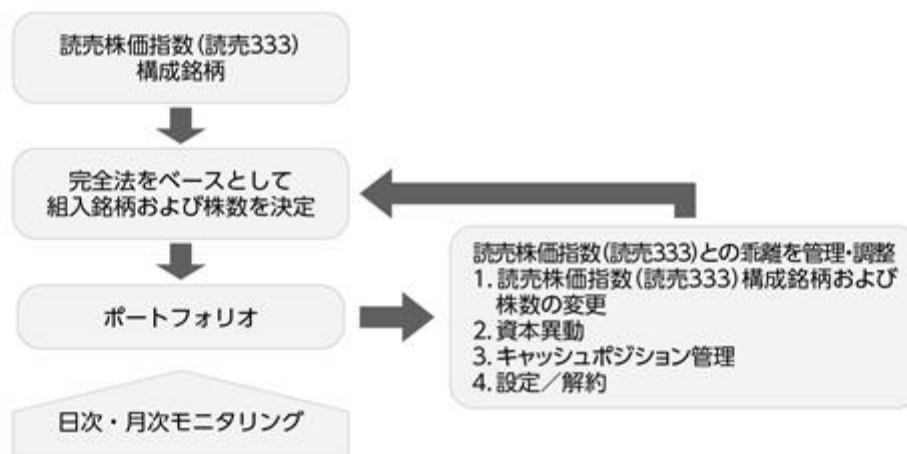 読売株価指数(読売333)
構成銘柄
完全法をベースとして
組入銘柄および株数を決定
ポートフォリオ
日次・月次モニタリング
読売株価指数(読売333)との乖離を管理・調整
1. 読売株価指数(読売333)構成銘柄および
株数の変更
2. 資本異動
3. キャッシュポジション管理
4. 設定／解約